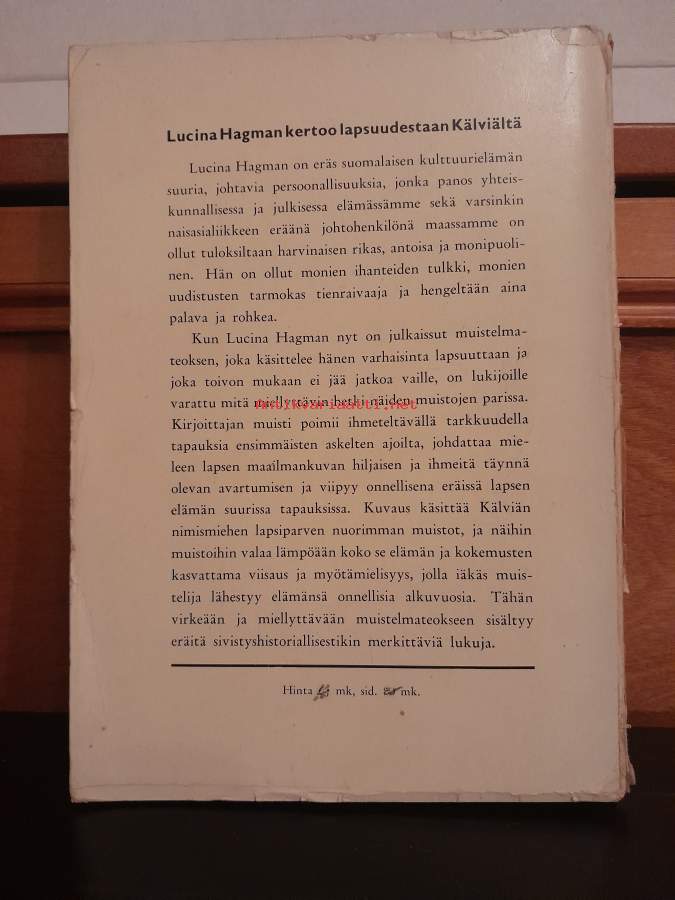 Lucina Hagman kertoo lapsuudestaan Kälviältä
Lucina Hagman on eräs suomalaisen kulttuurielämän
suuria, johtavia persoonallisuuksia, jonka panos yhteis-
kunnallisessa ja julkisessa elämässämme sekä varsinkin
naisasialiikkeen eräänä johtohenkilönä maassamme on
ollut tuloksiltaan harvinaisen rikas, antoisa ja monipuoli-
nen. Hän on ollut monien ihanteiden tulkki, monien
uudistusten tarmokas tienraivaaja ja hengeltään aina
palava ja rohkea.
Kun Lucina Hagman nyt on julkaissut muistelma-
teoksen, joka käsittelee hänen varhaisinta lapsuuttaan ja
joka toivon mukaan ei jää jatkoa vaille, on lukijoille
varattu mitä miellyttävin hetki näiden muistojen parissa.
Antikvariaatti.net
Kirjoittajan muisti poimii ihmeteltävällä tarkkuudella
tapauksia ensimmäisten askelten ajoilta, johdattaa mie-
leen lapsen maailmankuvan hiljaisen ja ihmeitä täynnä
olevan avartumisen ja viipyy onnellisena eräissä lapsen
elämän suurissa tapauksissa. Kuvaus käsittää Kälviän
nimismiehen lapsiparven nuorimman muistot, ja näihin
muistoihin valaa lämpöään koko se elämän ja kokemusten
kasvattama viisaus ja myötämielisyys, jolla iäkäs muis-
telija lähestyy elämänsä onnellisia alkuvuosia. Tähän
virkeään ja miellyttävään muistelmateokseen sisältyy
eräitä sivistyshistoriallisestikin merkittäviä lukuja.
Hinta mk, sid. mk.